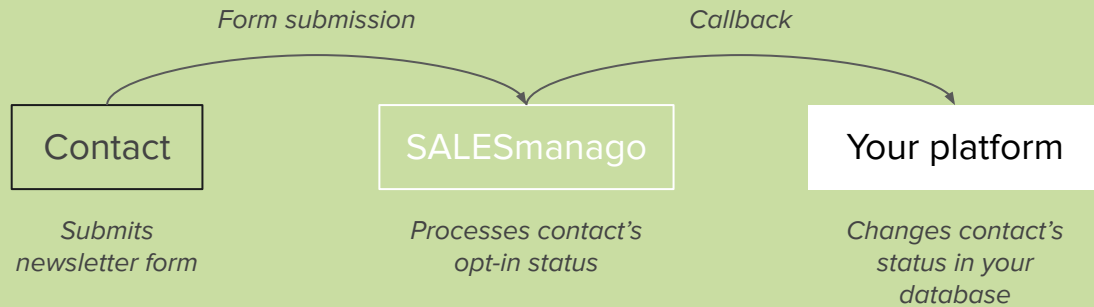 Form submission
Callback
Contact
SALESmanago
Your platform
Submits
newsletter form
Processes contact's
opt-in status
Changes contact's
status in your
database